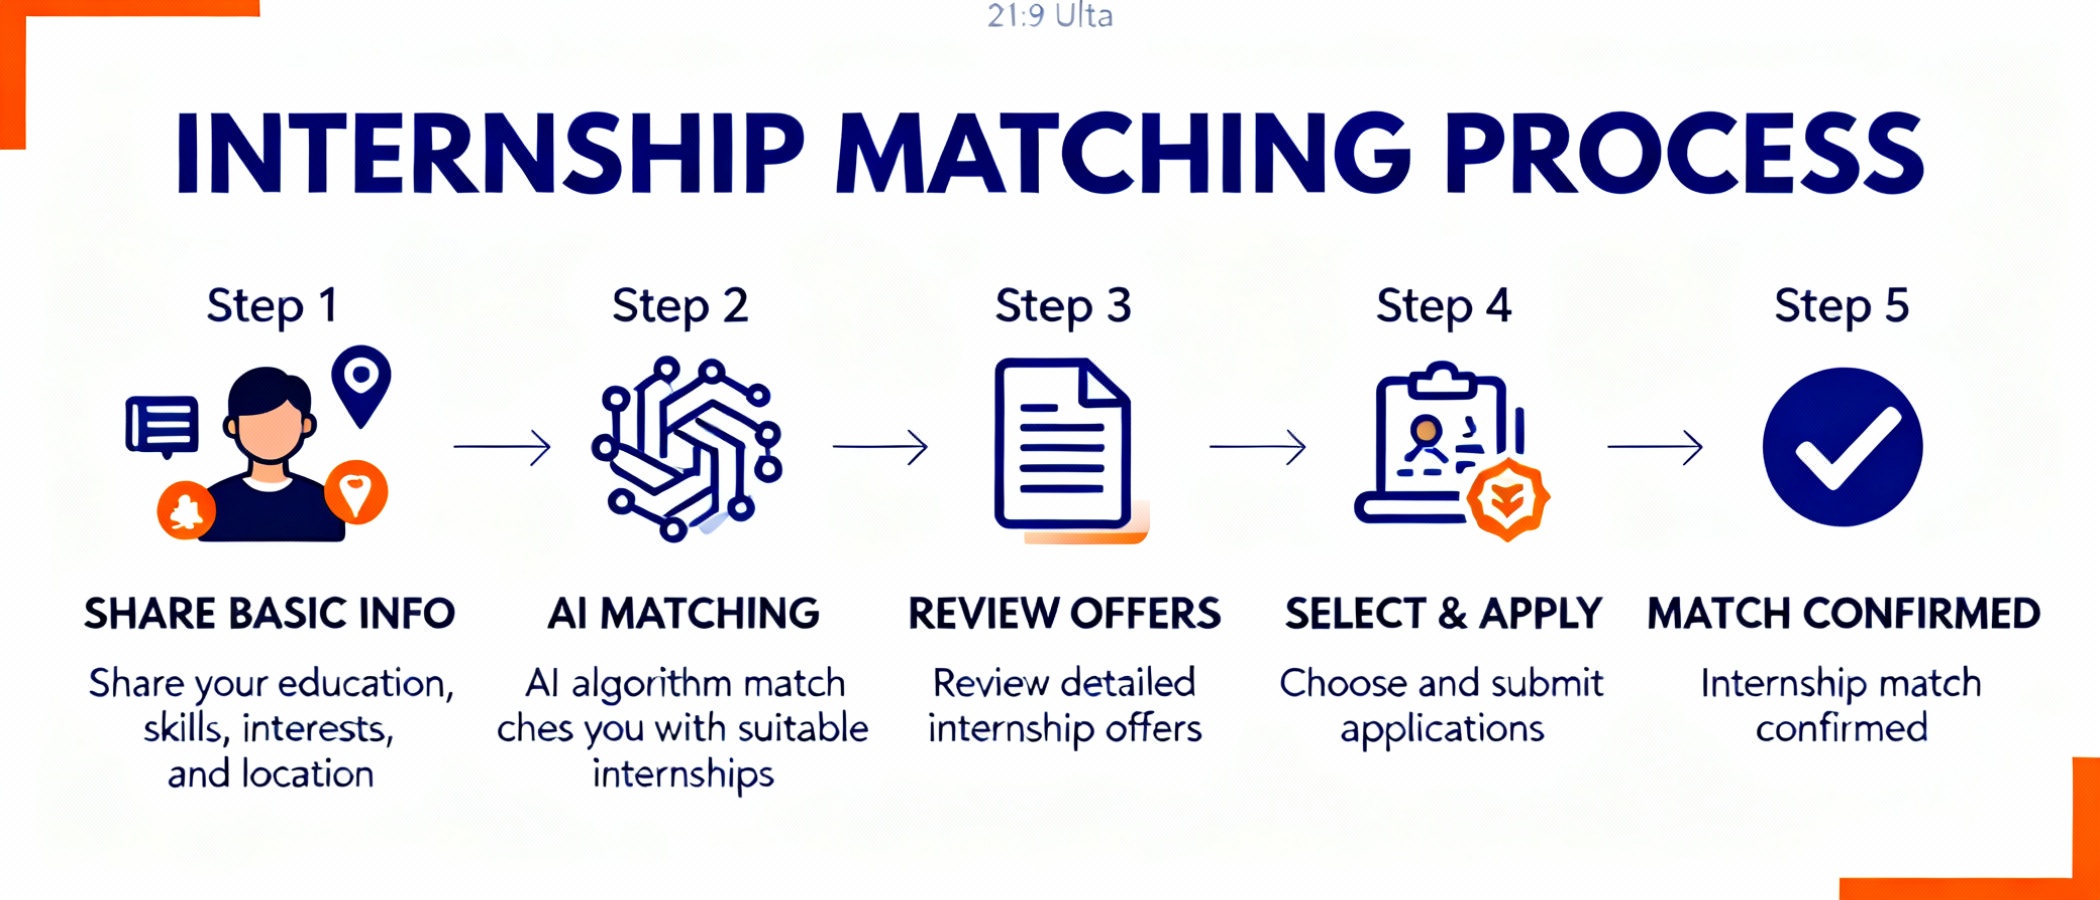 21:9 Ulta
INTERNSHIP MATCHING PROCESS
Step 1
Step 2
Step 3
Step 4
Step 5
SHARE BASIC INFO
Share your education,
skills, interests,
and location
AI MATCHING
AI algorithm match
ches you with suitable
internships
REVIEW OFFERS
Review detailed
internship offers
SELECT & APPLY
Choose and submit
applications
MATCH CONFIRMED
Internship match
confirmed